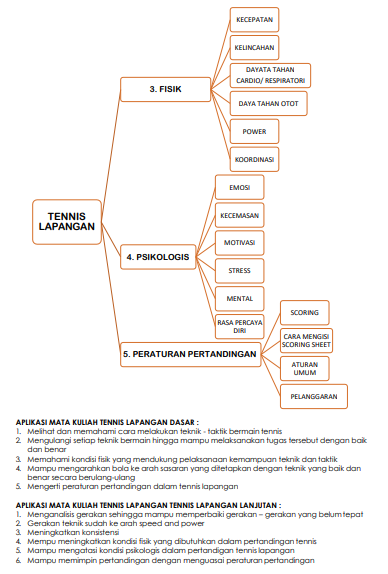 KECEPATAN
KELINCAHAN
DAYATA TAHAN
CARDIO/ RESPIRATORI
3. FISIK
DAYA TAHAN OTOT
POWER
KOORDINASI
TENNIS
LAPANGAN
EMOSI
KECEMASAN
MOTIVASI
4. PSIKOLOGIS
STRESS
MENTAL
RASA PERCAYA
DIRI
5. PERATURAN PERTANDINGAN
SCORING
CARA MENGISI
SCORING SHEET
ATURAN
UMUM
PELANGGARAN
APLIKASI MATA KULIAH TENNIS LAPANGAN DASAR :
1. Melihat dan memahami cara melakukan teknik - taktik bermain tennis
2. Mengulangi setiap teknik bermain hingga mampu melaksanakan tugas tersebut dengan baik
dan benar
3. Memahami kondisi fisik yang mendukung pelaksanaan kemampuan teknik dan taktik
4. Mampu mengarahkan bola ke arah sasaran yang ditetapkan dengan teknik yang baik dan
benar secara berulang-ulang
5. Mengerti peraturan pertandingan dalam tennis lapangan
APLIKASI MATA KULIAH TENNIS LAPANGAN TENNIS LAPANGAN LANJUTAN :
1. Menganalisis gerakan sehingga mampu memperbaiki gerakan – gerakan yang belum tepat
2. Gerakan teknik sudah ke arah speed and power
3. Meningkatkan konsistensi
4. Mempu meningkatkan kondisi fisik yang dibutuhkan dalam pertandingan tennis
5. Mampu mengatasi kondisi psikologis dalam pertandigan tennis lapangan
6. Mampu memimpin pertandingan dengan menguasai peraturan pertandingan